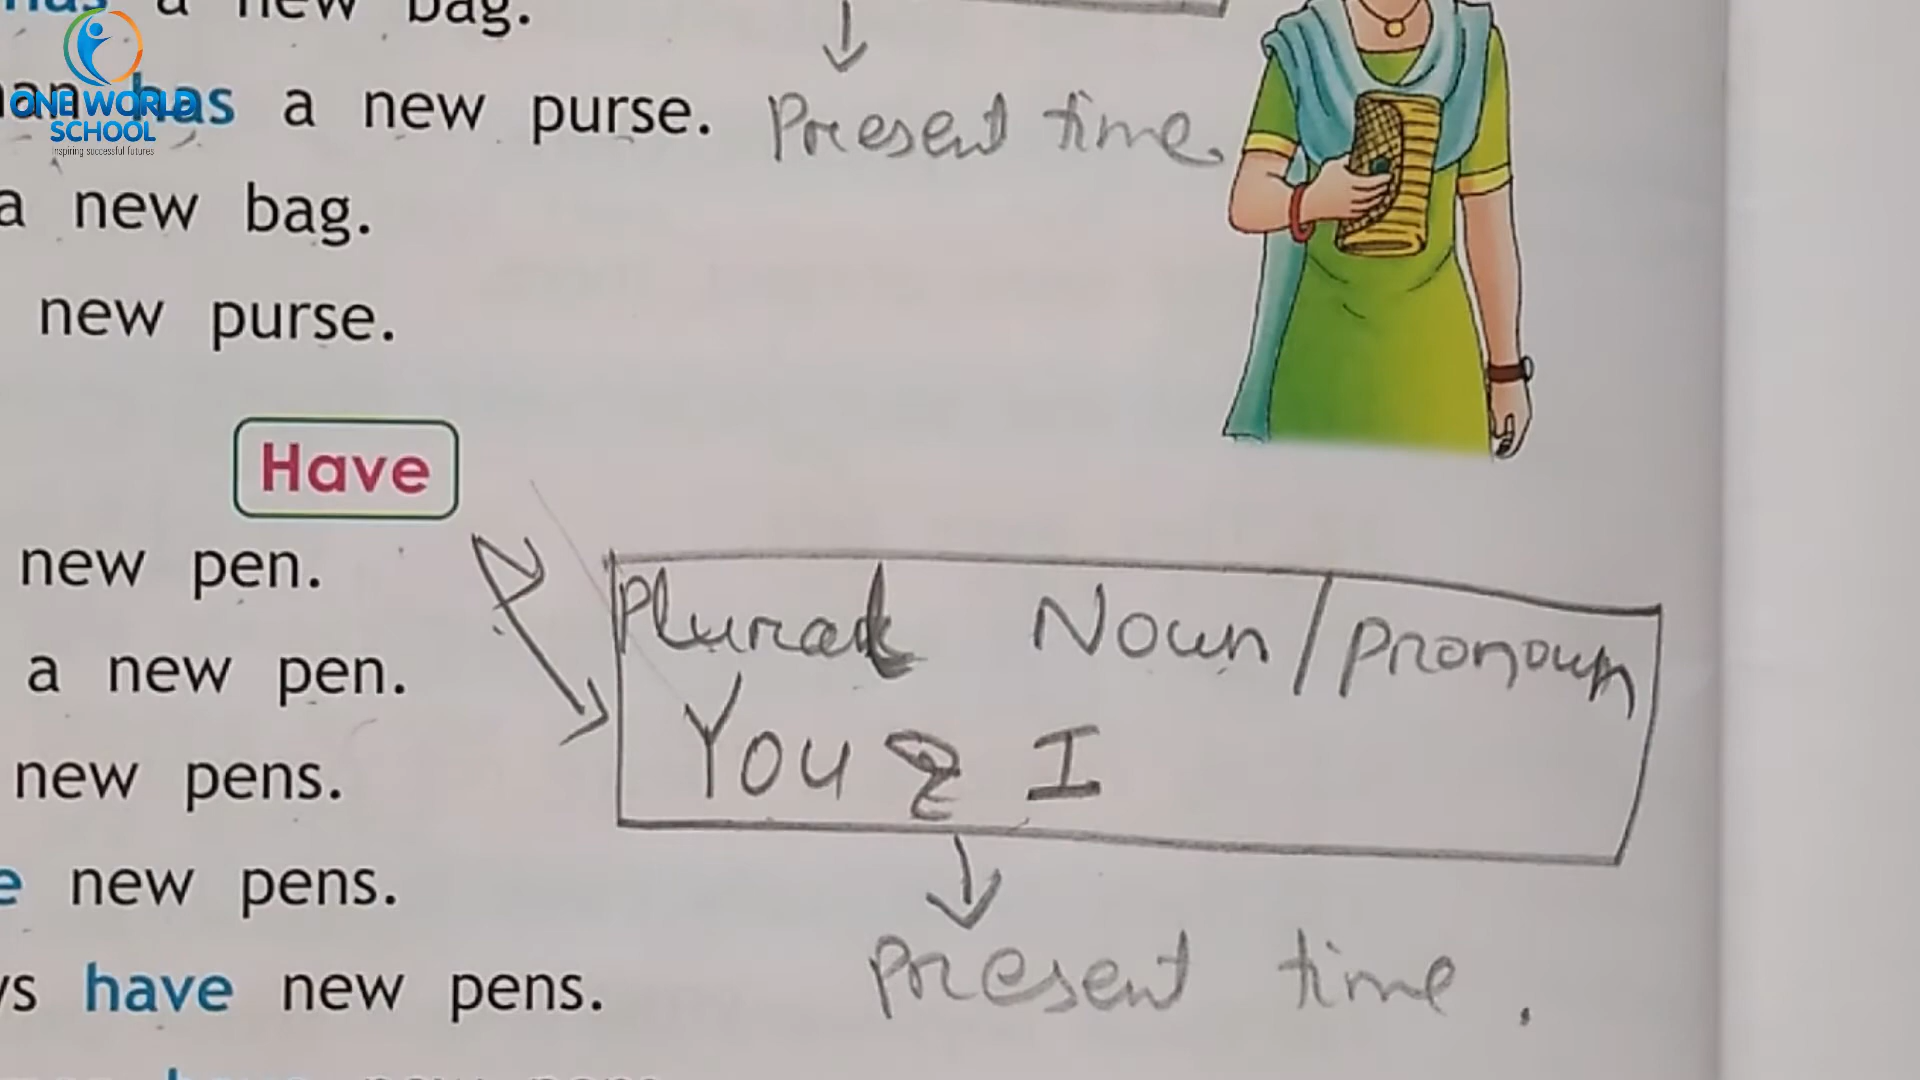 has a new bag.
ONE WORLD
SCHOOL
Inspiring successful futures
has a new purse. Present time.
a new bag.
new purse.
Have
new pen.
Plural Noun/pronoun
a new pen.
You & I
new pens.
new pens.
have new pens.
present time.